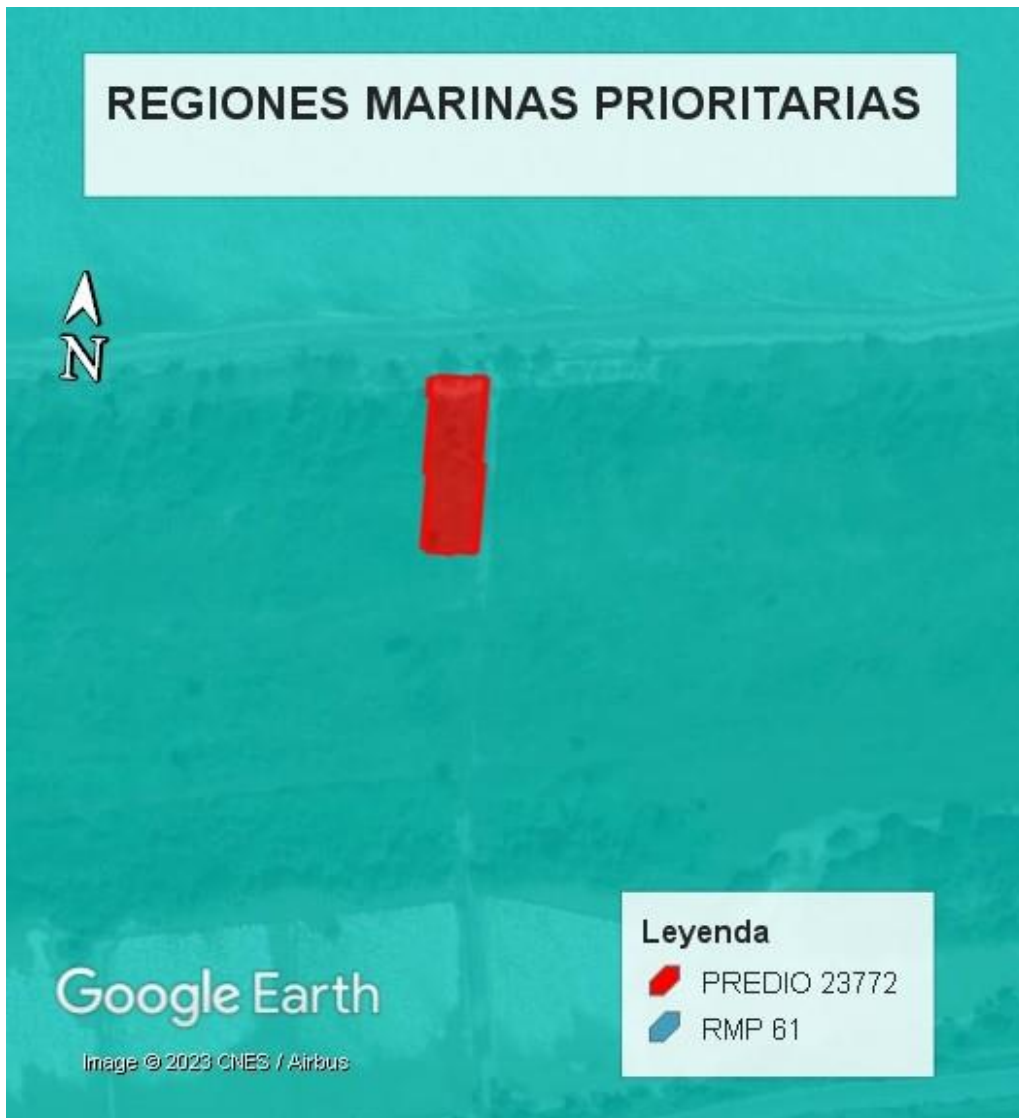 REGIONES MARINAS PRIORITARIAS
N
Leyenda
PREDIO 23772
RMP 61
Google Earth
Image © 2023 CNES / Airbus